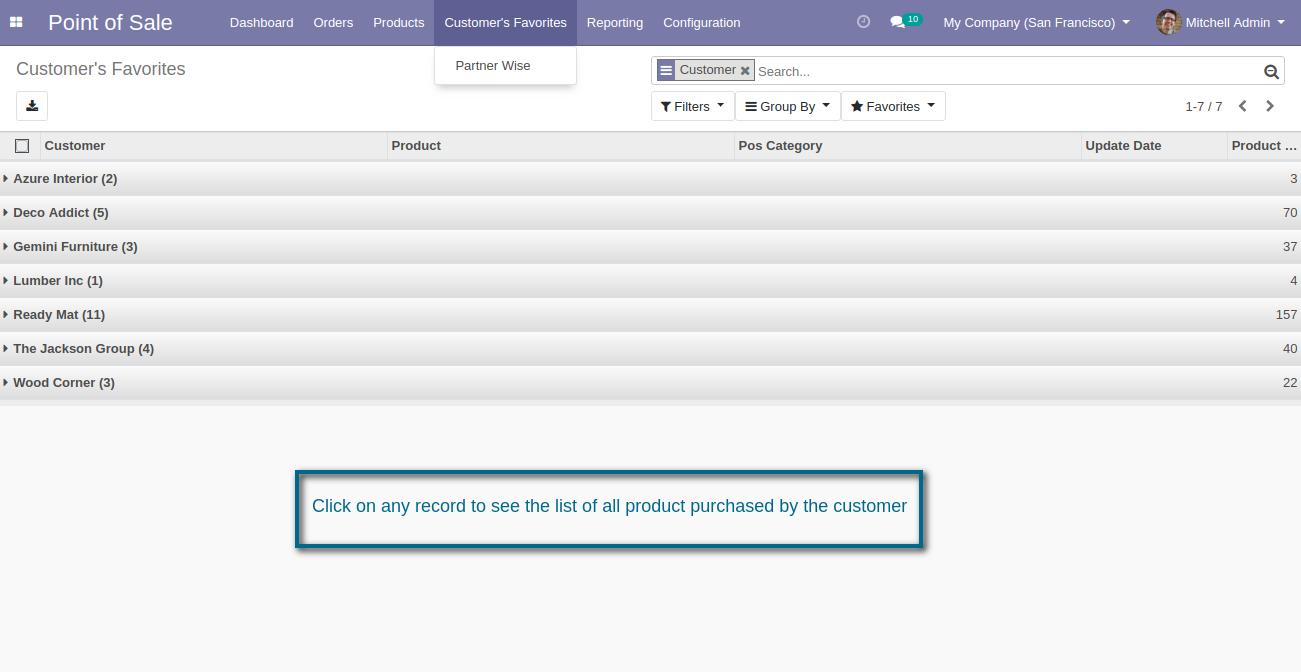 Point of Sale Dashboard Orders Products Customer's Favorites Reporting Configuration 10 My Company (San Francisco) Mitchell Admin
Partner Wise
Customer's Favorites
Customer Search...
Filters Group By Favorites 1-7 / 7
Customer Product Pos Category Update Date Product ...
Azure Interior (2) 3
Deco Addict (5) 70
Gemini Furniture (3) 37
Lumber Inc (1) 4
Ready Mat (11) 157
The Jackson Group (4) 40
Wood Corner (3) 22
Click on any record to see the list of all product purchased by the customer